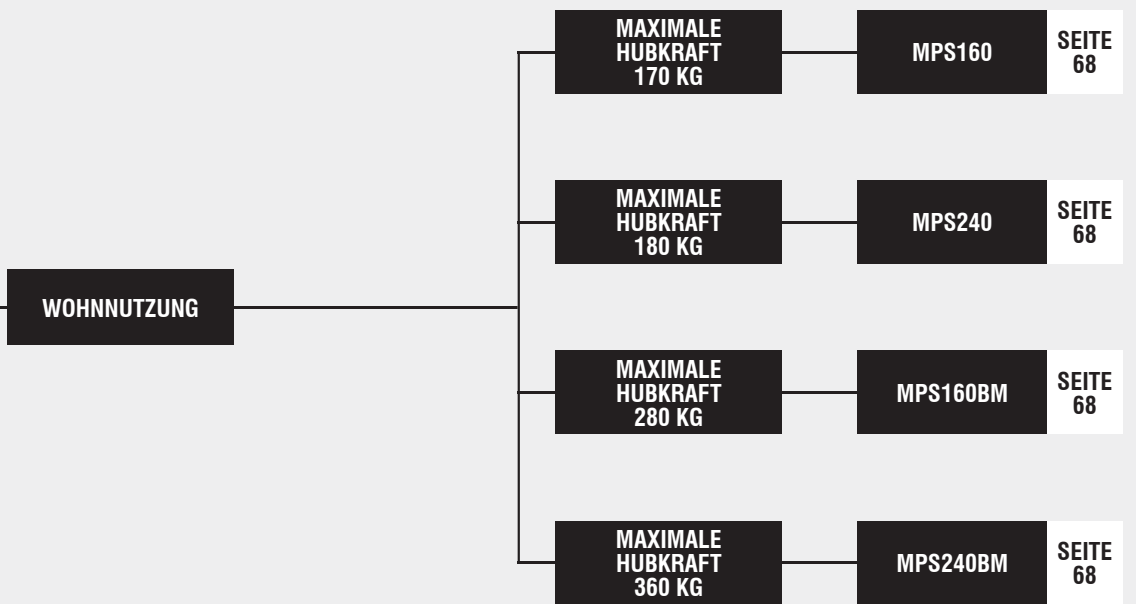 WOHNNUTZUNG
MAXIMALE
HUBKRAFT
170 KG
MPS160
SEITE
68
MAXIMALE
HUBKRAFT
180 KG
MPS240
SEITE
68
MAXIMALE
HUBKRAFT
280 KG
MPS160BM
SEITE
68
MAXIMALE
HUBKRAFT
360 KG
MPS240BM
SEITE
68